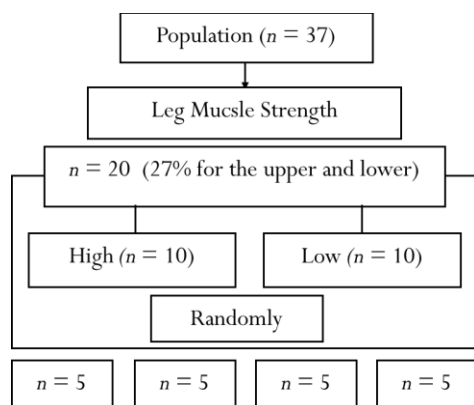 Population (n = 37)
Leg Mucsle Strength
n = 20 (27% for the upper and lower)
High (n = 10)
Low (n = 10)
Randomly
n = 5
n = 5
n = 5
n = 5